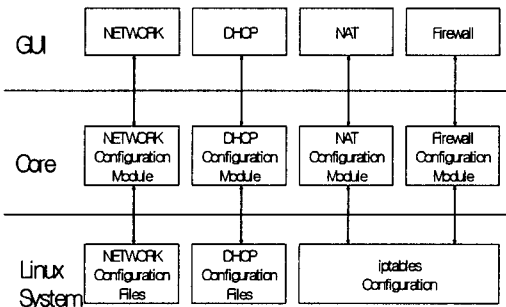 GUI
NETWORK
DHCP
NAT
Firewall
Core
NETWORK
Configuration
Module
DHCP
Configuration
Module
NAT
Configuration
Module
Firewall
Configuration
Module
Linux
System
NETWORK
Configuration
Files
DHCP
Configuration
Files
iptables
Configuration